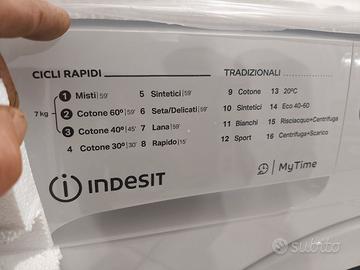 CICLI RAPIDI
1 Misti|59'
2 Cotone 60°|59'
3 Cotone 40°|45'
4 Cotone 30°|30'
7 kg
5 Sintetici|59'
6 Seta/Delicati|59'
7 Lana|59'
8 Rapido|15'
TRADIZIONALI
9 Cotone
10 Sintetici
11 Bianchi
12 Sport
13 20°C
14 Eco 40-60
15 Risciacquo+Centrifuga
16 Centrifuga+Scarico
INDESIT
MyTime
subito